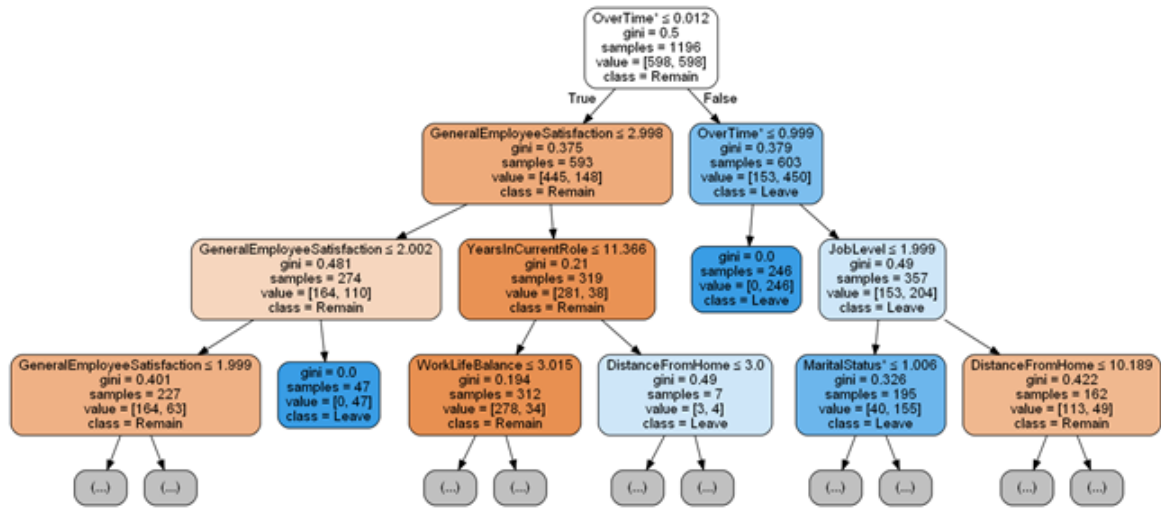 OverTime* ≤ 0.012
gini = 0.5
samples = 1196
value = [598, 598]
class = Remain
True
False
GeneralEmployeeSatisfaction ≤ 2.998
gini = 0.375
samples = 593
value = [445, 148]
class = Remain
OverTime* ≤ 0.999
gini = 0.379
samples = 603
value = [153, 450]
class = Leave
GeneralEmployeeSatisfaction ≤ 2.002
gini = 0.481
samples = 274
value = [164, 110]
class = Remain
YearsInCurrentRole ≤ 11.366
gini = 0.21
samples = 319
value = [281, 38]
class = Remain
gini = 0.0
samples = 246
value = [0, 246]
class = Leave
JobLevel ≤ 1.999
gini = 0.49
samples = 357
value = [153, 204]
class = Leave
GeneralEmployeeSatisfaction ≤ 1.999
gini = 0.401
samples = 227
value = [164, 63]
class = Remain
gini = 0.0
samples = 47
value = [0, 47]
class = Leave
WorkLifeBalance ≤ 3.015
gini = 0.194
samples = 312
value = [278, 34]
class = Remain
DistanceFromHome ≤ 3.0
gini = 0.49
samples = 7
value = [3, 4]
class = Leave
MaritalStatus* ≤ 1.006
gini = 0.326
samples = 195
value = [40, 155]
class = Leave
DistanceFromHome ≤ 10.189
gini = 0.422
samples = 162
value = [113, 49]
class = Remain
(...)
(...)
(...)
(...)
(...)
(...)
(...)
(...)
(...)
(...)